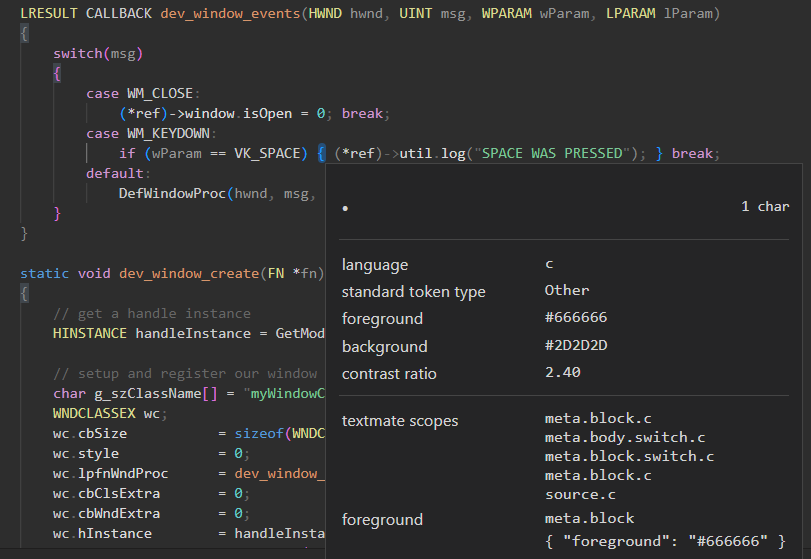 LRESULT CALLBACK dev_window_events(HWND hwnd, UINT msg, WPARAM wParam, LPARAM lParam)
{
    switch(msg)
    {
        case WM_CLOSE:
            (*ref)->window.isOpen = 0; break;
        case WM_KEYDOWN:
            if (wParam == VK_SPACE) { (*ref)->util.log("SPACE WAS PRESSED"); } break;
        default:
            DefWindowProc(hwnd, msg,
    }
}
static void dev_window_create(FN *fn)
{
    // get a handle instance
    HINSTANCE handleInstance = GetMod
    // setup and register our window
    char g_szClassName[] = "myWindowC
    WNDCLASSEX wc;
    wc.cbSize = sizeof(WNDC
    wc.style = 0;
    wc.lpfnWndProc = dev_window_
    wc.cbClsExtra = 0;
    wc.cbWndExtra = 0;
    wc.hInstance = handleInsta
• 1 char
language c
standard token type Other
foreground #666666
background #2D2D2D
contrast ratio 2.40
textmate scopes meta.block.c
meta.body.switch.c
meta.block.switch.c
meta.block.c
source.c
foreground meta.block
{ "foreground": "#666666" }